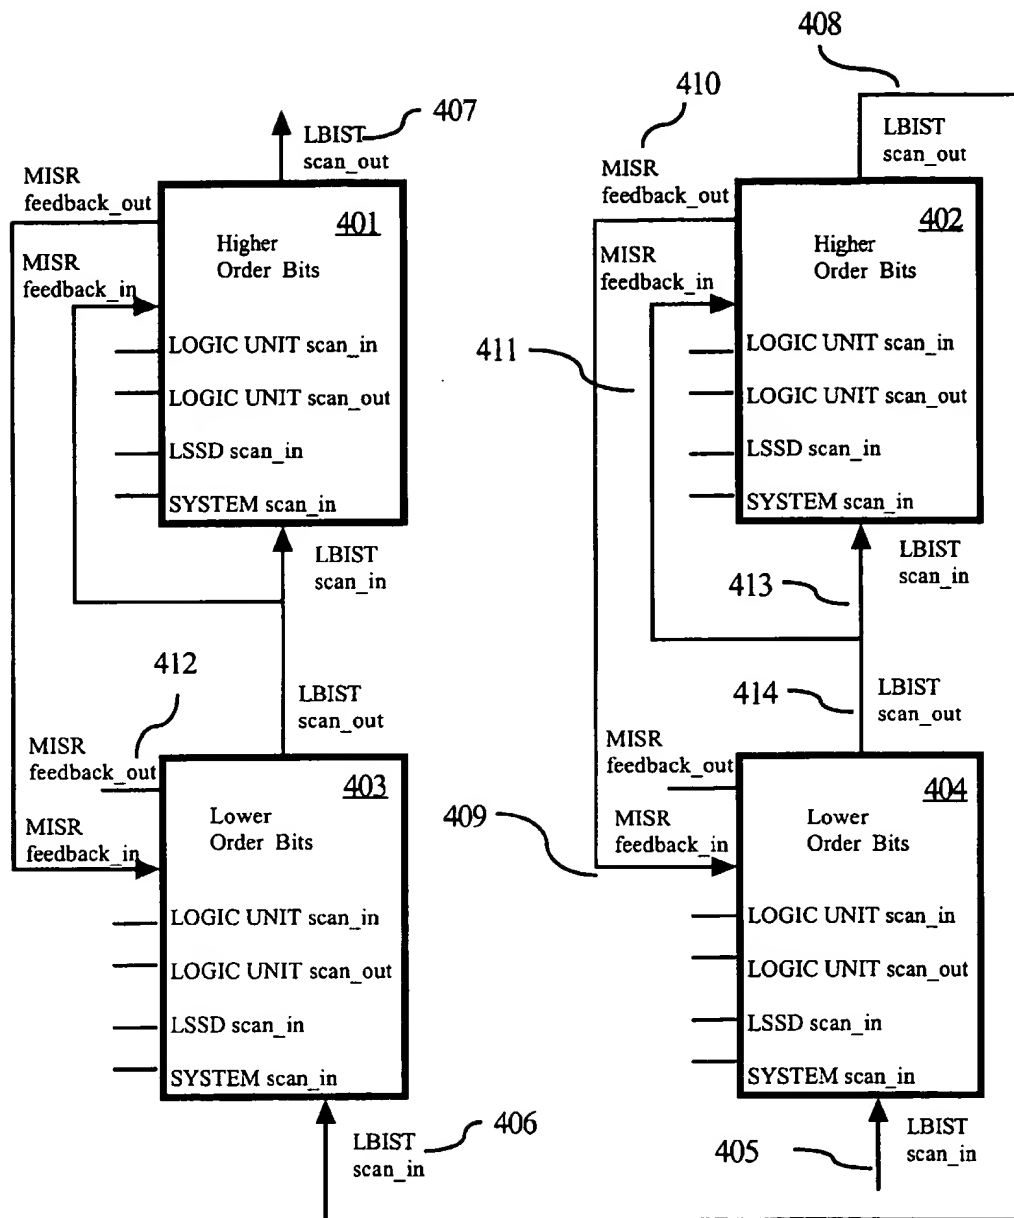 408
410
407
LBIST
scan_out
LBIST
scan_out
MISR
feedback_out
401
Higher
Order Bits
MISR
feedback_in
LOGIC UNIT scan_in
LOGIC UNIT scan_out
LSSD scan_in
SYSTEM scan_in
LBIST
scan_in
MISR
feedback_out
402
Higher
Order Bits
MISR
feedback_in
411
LOGIC UNIT scan_in
LOGIC UNIT scan_out
LSSD scan_in
SYSTEM scan_in
LBIST
scan_in
413
412
LBIST
scan_out
414
LBIST
scan_out
MISR
feedback_out
403
Lower
Order Bits
MISR
feedback_in
LOGIC UNIT scan_in
LOGIC UNIT scan_out
LSSD scan_in
SYSTEM scan_in
406
LBIST
scan_in
MISR
feedback_out
404
409
Lower
Order Bits
MISR
feedback_in
LOGIC UNIT scan_in
LOGIC UNIT scan_out
LSSD scan_in
SYSTEM scan_in
405
LBIST
scan_in